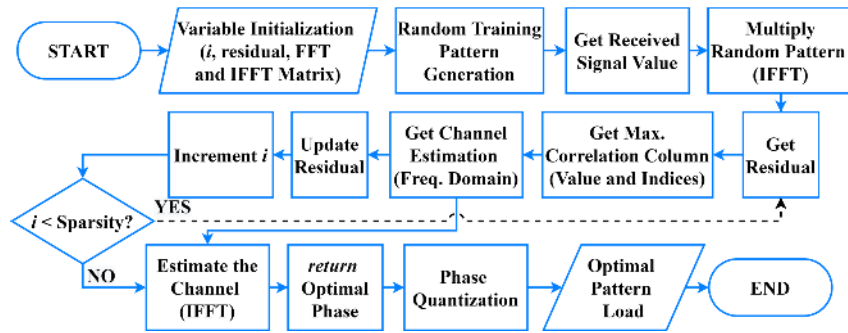 START
Variable Initialization
(i, residual, FFT
and IFFT Matrix)
Random Training
Pattern
Generation
Get Received
Signal Value
Multiply
Random Pattern
(IFFT)
Get
Residual
Get Max.
Correlation Column
(Value and Indices)
Get Channel
Estimation
(Freq. Domain)
Update
Residual
Increment i
i < Sparsity?
YES
NO
Estimate the
Channel
(IFFT)
return
Optimal
Phase
Phase
Quantization
Optimal
Pattern
Load
END